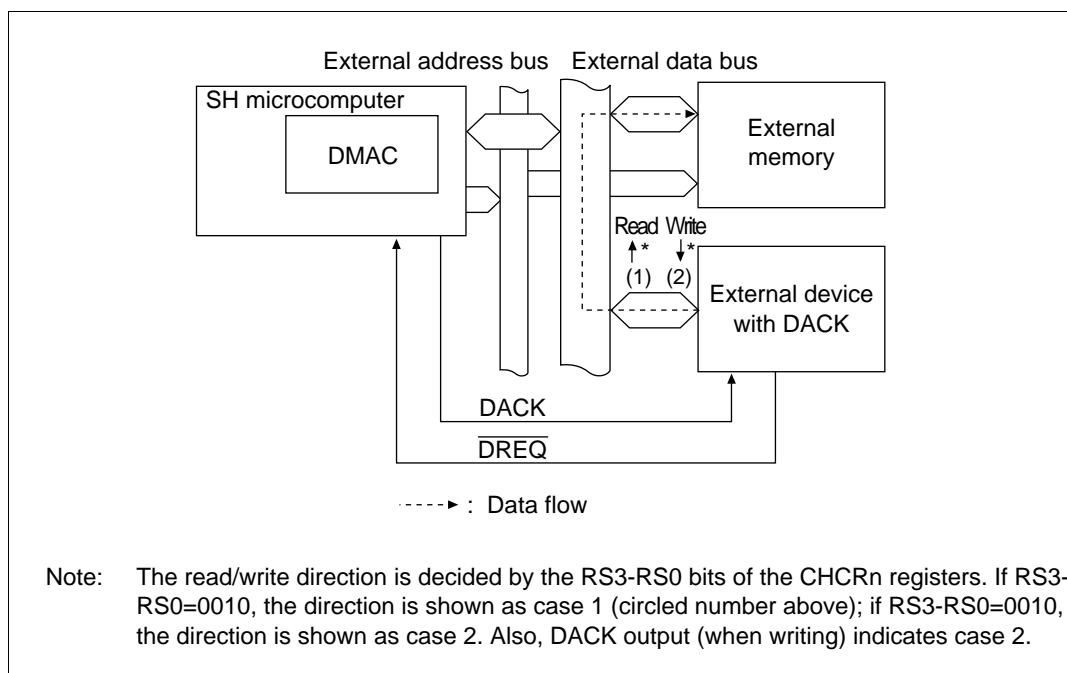 External address bus External data bus
SH microcomputer
DMAC
External
memory
Read Write
* *
(1) (2)
External device
with DACK
DACK
DREQ
: Data flow
Note: The read/write direction is decided by the RS3-RS0 bits of the CHCRn registers. If RS3-
RS0=0010, the direction is shown as case 1 (circled number above); if RS3-RS0=0010,
the direction is shown as case 2. Also, DACK output (when writing) indicates case 2.